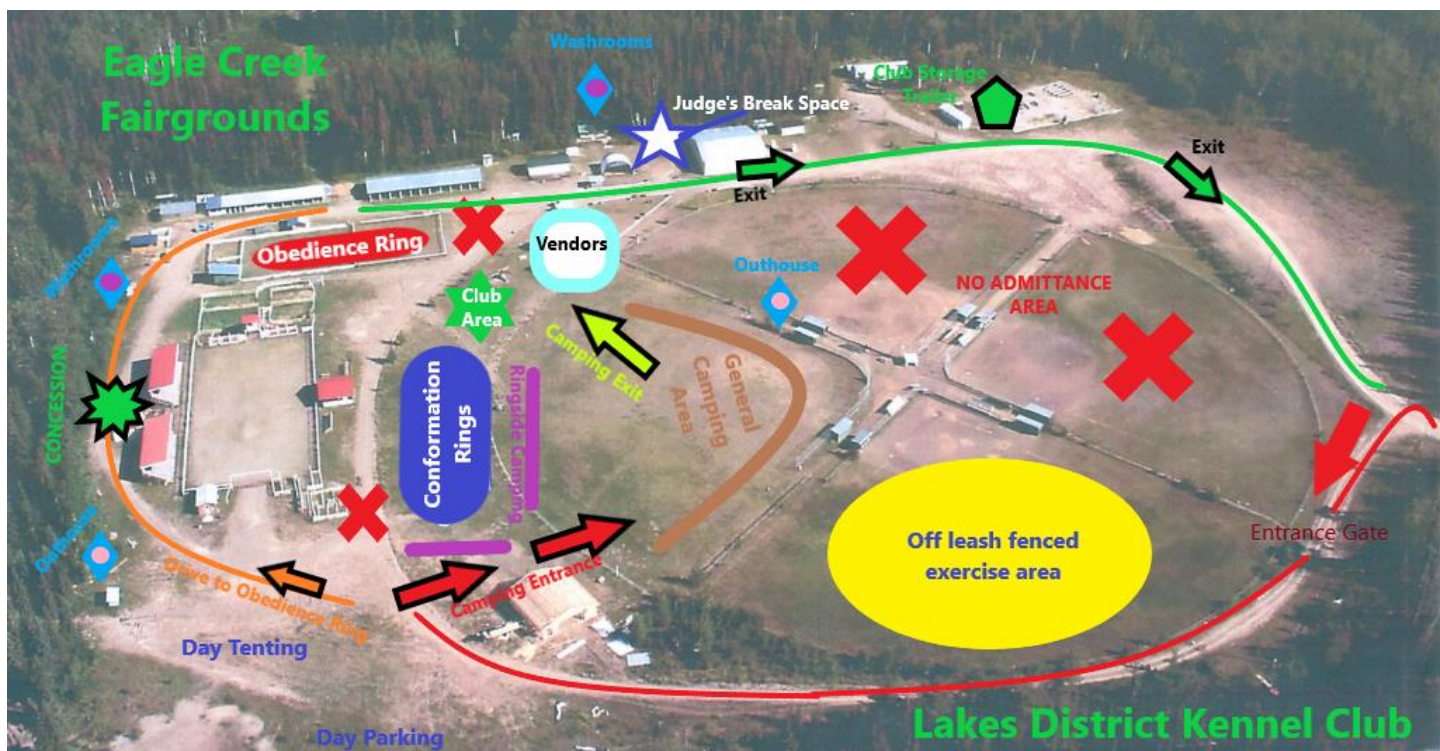 Eagle Creek
Fairgrounds
Washrooms
Judge's Break Space
Club Storage
Trailer
Exit
Exit
Washrooms
Obedience Ring
Vendors
Outhouse
NO ADMITTANCE
AREA
Club
Area
Camping Exit
General
Camping
Area
CONCESSION
Conformation
Rings
Ringside Camping
Off leash fenced
exercise area
Entrance Gate
Outhouse
Drive to Obedience Ring
Camping Entrance
Day Tenting
Day Parking
Lakes District Kennel Club